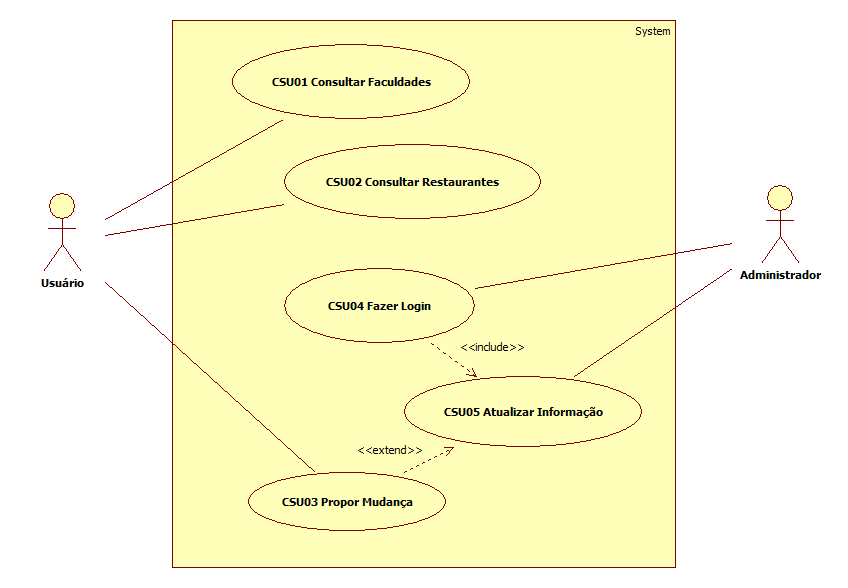 System
CSU01 Consultar Faculdades
CSU02 Consultar Restaurantes
Usuário
Administrador
CSU04 Fazer Login
<<include>>
CSU05 Atualizar Informação
<<extend>>
CSU03 Propor Mudança